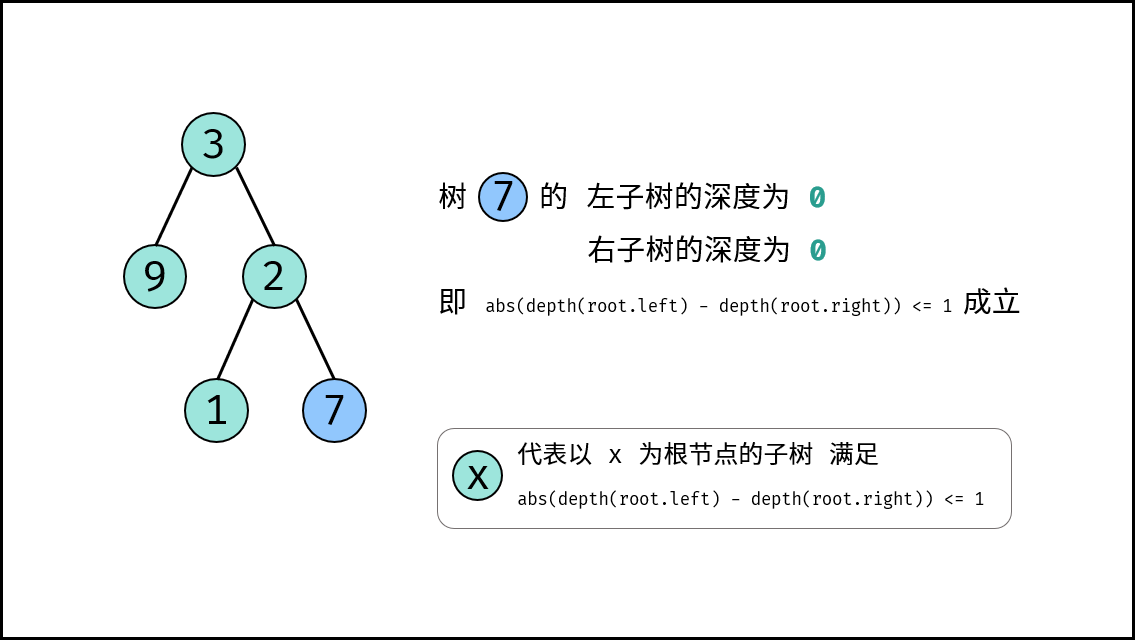 3
9
2
1
7
树 7 的 左子树的深度为 0
右子树的深度为 0
即 abs(depth(root.left) - depth(root.right)) <= 1 成立
x 代表以 x 为根节点的子树 满足
abs(depth(root.left) - depth(root.right)) <= 1